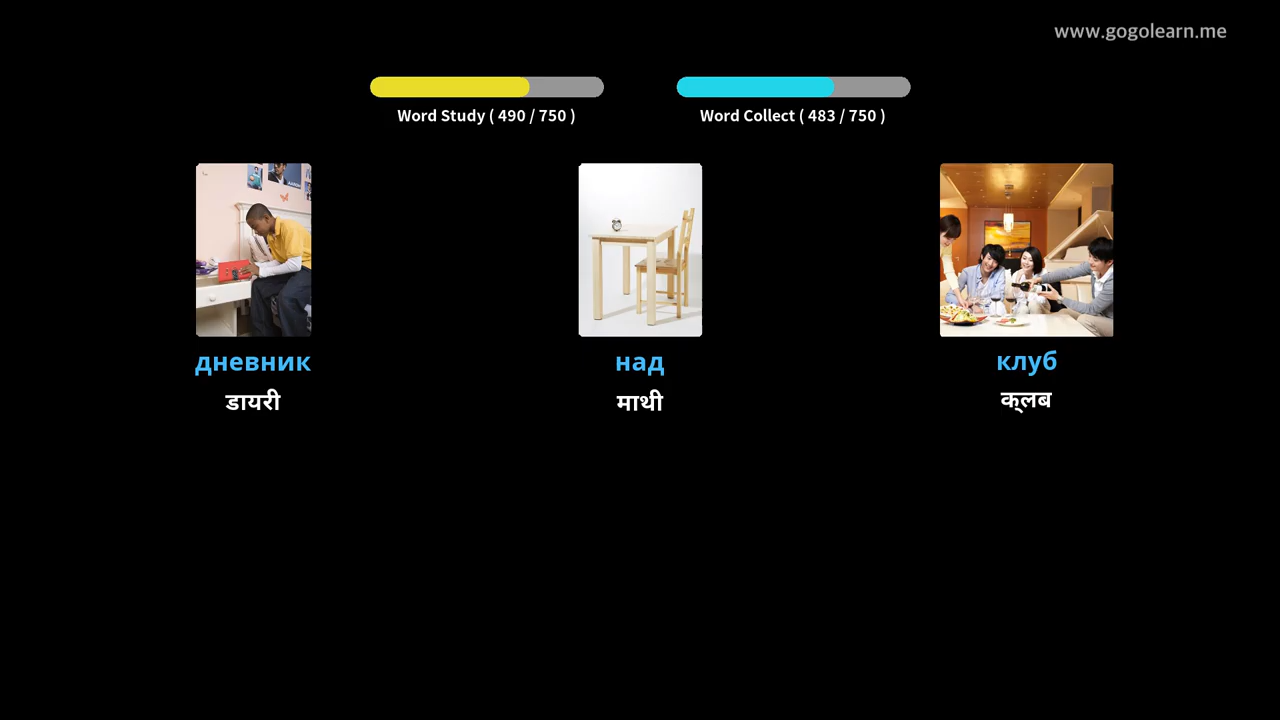 www.gogolearn.me
Word Study ( 490 / 750 )
Word Collect ( 483 / 750 )
дневник
над
клуб
डायरी
माथी
क्लब